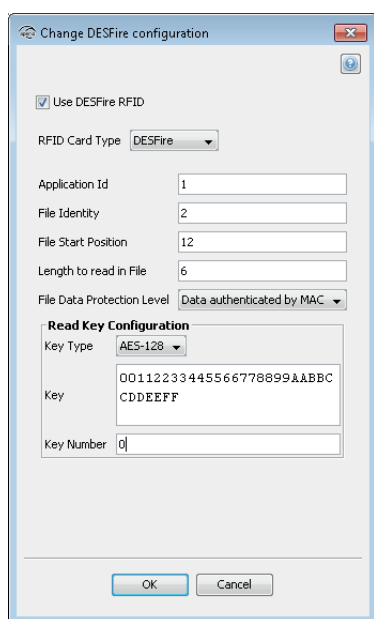 Change DESFire configuration
Use DESFire RFID
RFID Card Type DESFire
Application Id 1
File Identity 2
File Start Position 12
Length to read in File 6
File Data Protection Level Data authenticated by MAC
Read Key Configuration
Key Type AES-128
00112233445566778899AABBC
Key
CDDEEFF
Key Number 0
OK Cancel